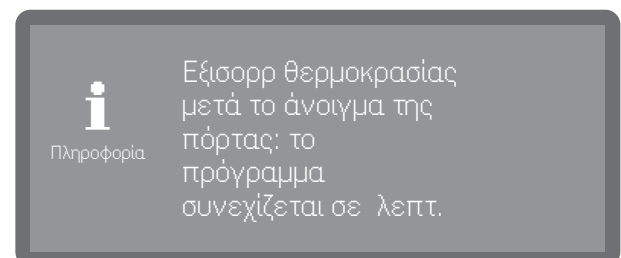 Εξισορρ θερμοκρασίας
μετά το άνοιγμα της
πόρτας: το
πρόγραμμα
συνεχίζεται σε λεπτ.
i
Πληροφορία